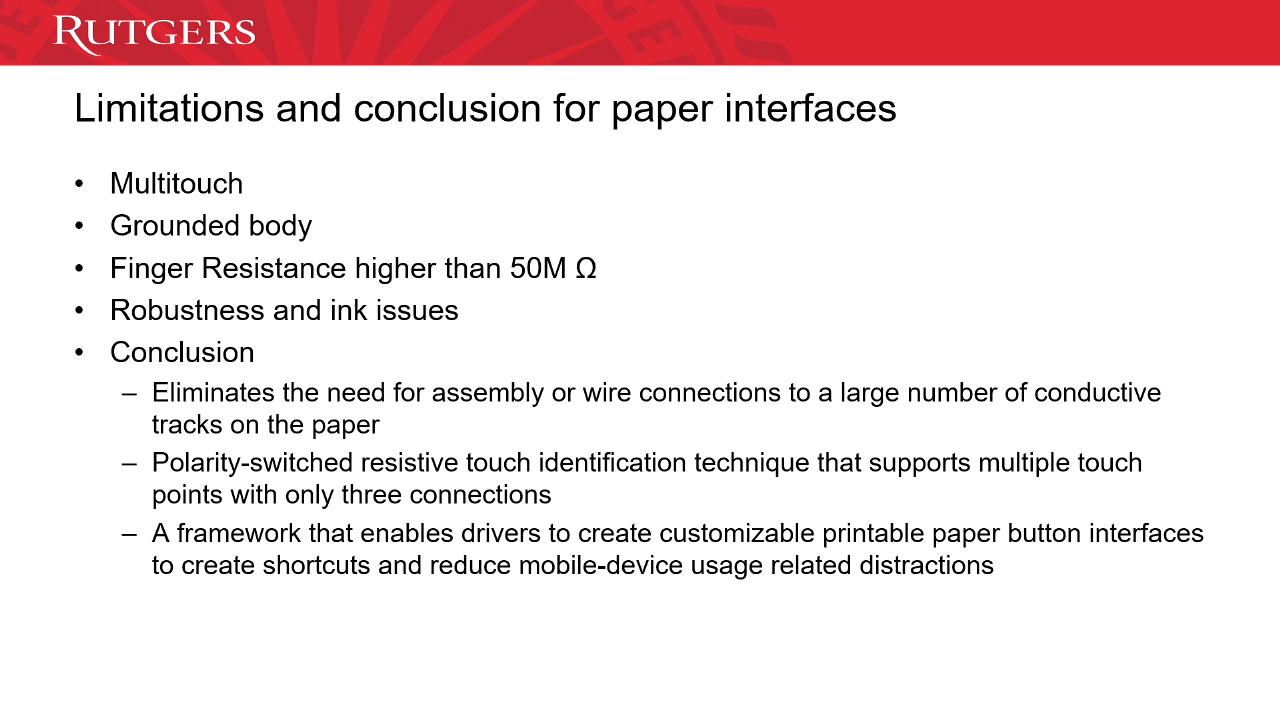 RUTGERS
Limitations and conclusion for paper interfaces
• Multitouch
• Grounded body
• Finger Resistance higher than 50M Ω
• Robustness and ink issues
• Conclusion
– Eliminates the need for assembly or wire connections to a large number of conductive
tracks on the paper
– Polarity-switched resistive touch identification technique that supports multiple touch
points with only three connections
– A framework that enables drivers to create customizable printable paper button interfaces
to create shortcuts and reduce mobile-device usage related distractions